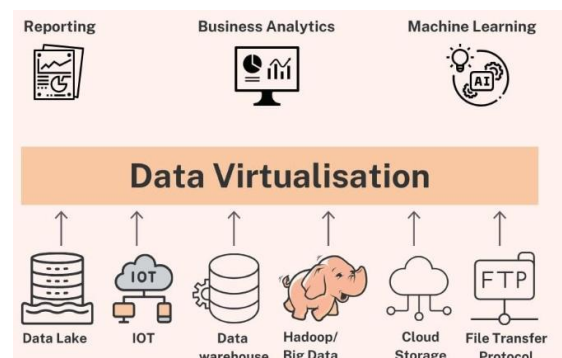 Reporting
Business Analytics
Machine Learning
AI
Data Virtualisation
IOT
FTP
Data Lake
IOT
Data
warehouse
Hadoop/
Big Data
Cloud
Storage
File Transfer
Protocol